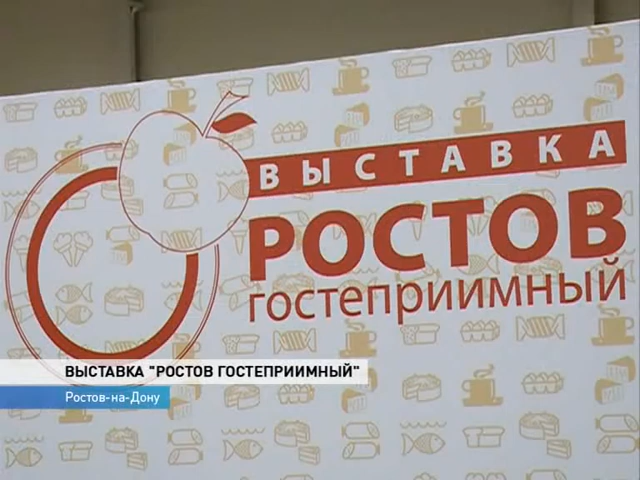 ВЫСТАВКА
РОСТОВ
гостеприимный
ВЫСТАВКА "РОСТОВ ГОСТЕПРИИМНЫЙ"
Ростов-на-Дону